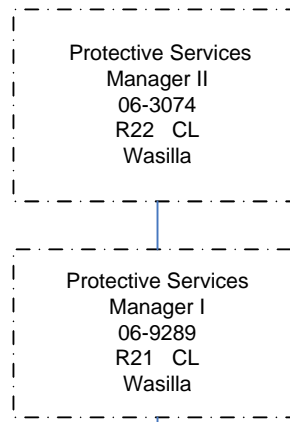 Protective Services
Manager II
06-3074
R22 CL
Wasilla
Protective Services
Manager I
06-9289
R21 CL
Wasilla